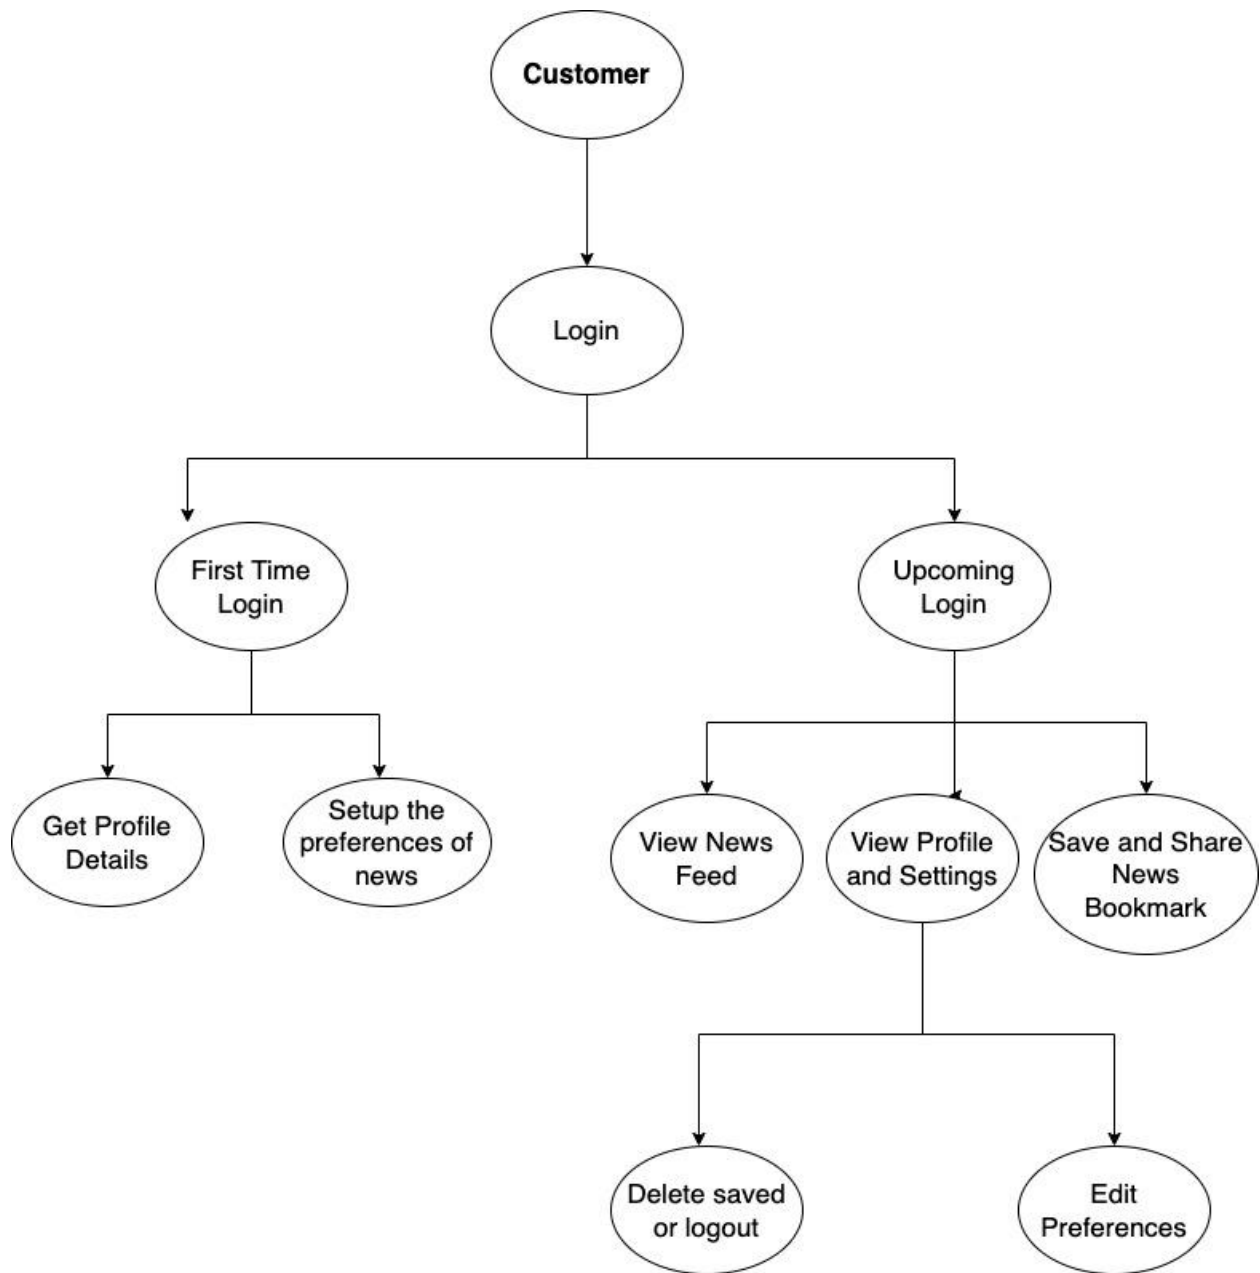 Customer
Login
First Time
Login
Upcoming
Login
Get Profile
Details
Setup the
preferences of
news
View News
Feed
View Profile
and Settings
Save and Share
News
Bookmark
Delete saved
or logout
Edit
Preferences